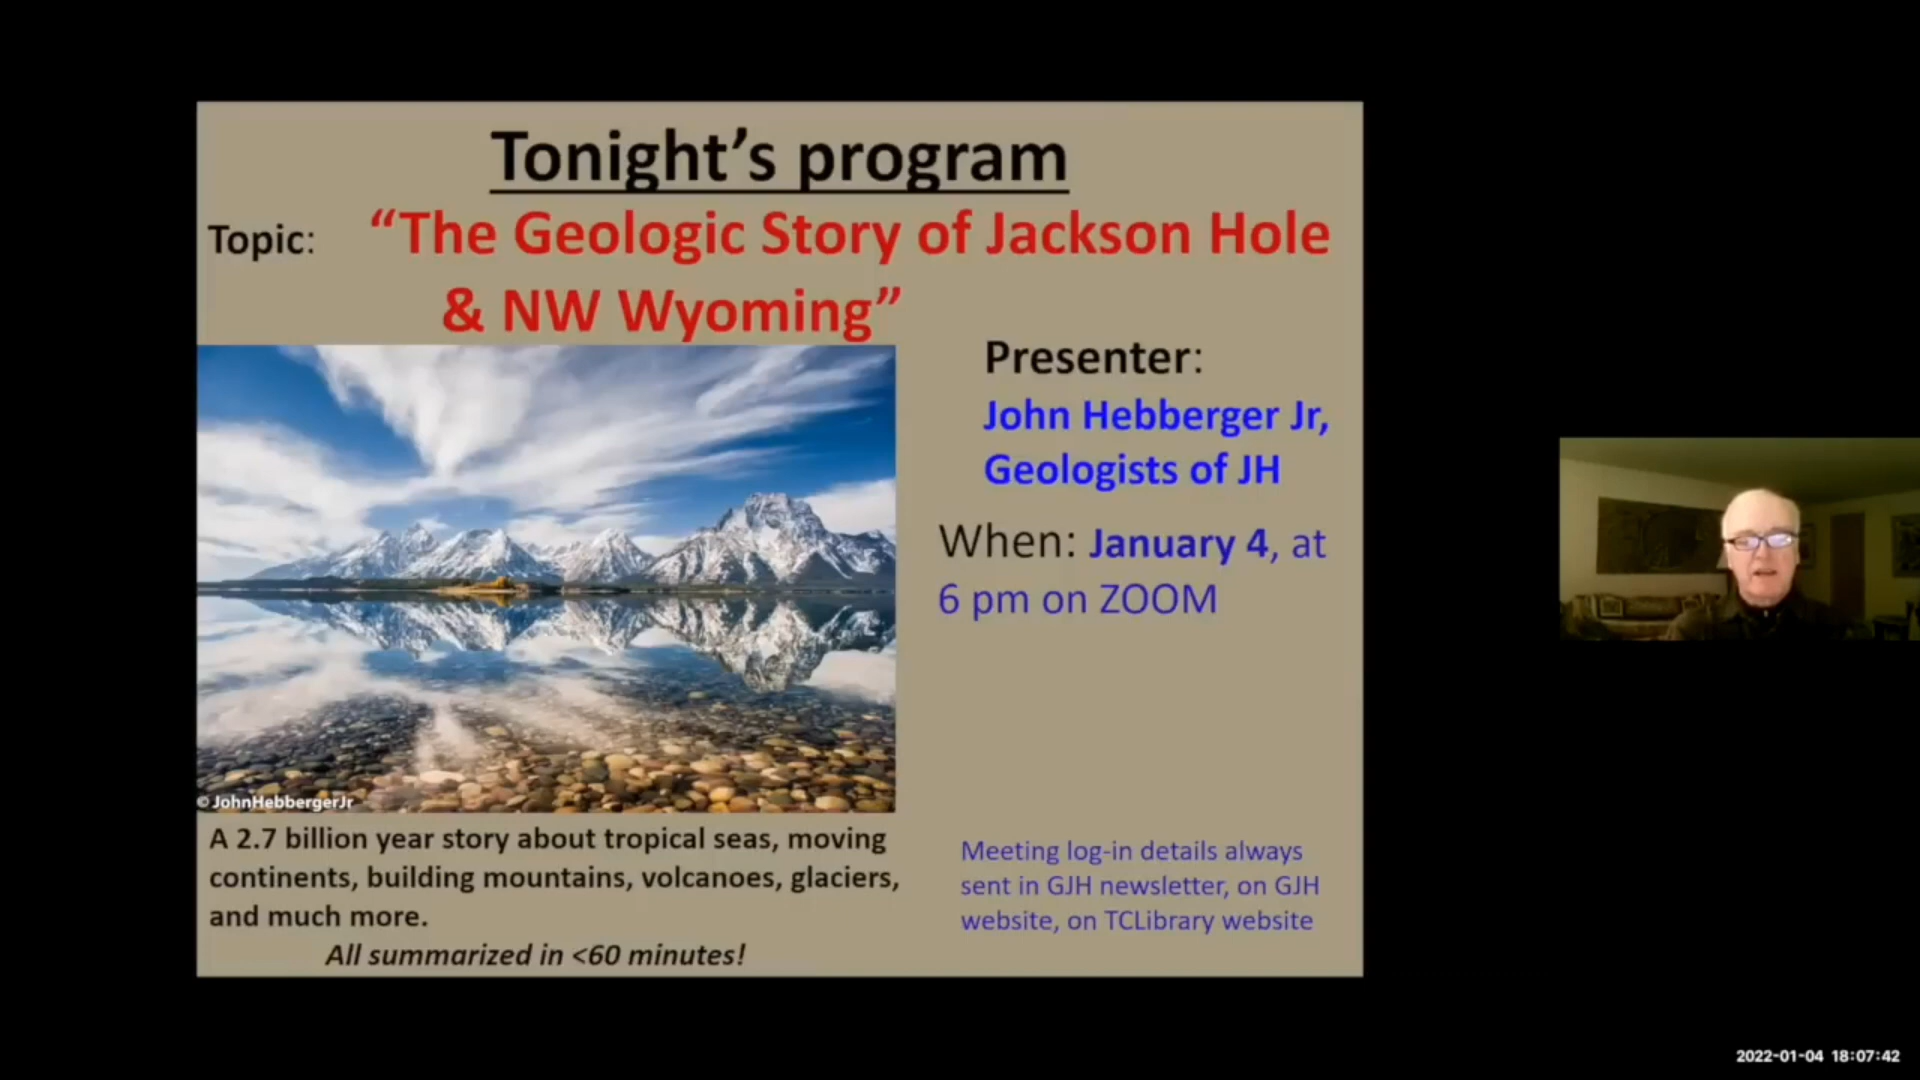 Tonight’s program
Topic: “The Geologic Story of Jackson Hole
& NW Wyoming”
Presenter:
John Hebberger Jr,
Geologists of JH
When: January 4, at
6 pm on ZOOM
© JohnHebbergerJr
A 2.7 billion year story about tropical seas, moving
continents, building mountains, volcanoes, glaciers,
and much more.
All summarized in <60 minutes!
Meeting log-in details always
sent in GJH newsletter, on GJH
website, on TCLibrary website
2022-01-04 18:07:42